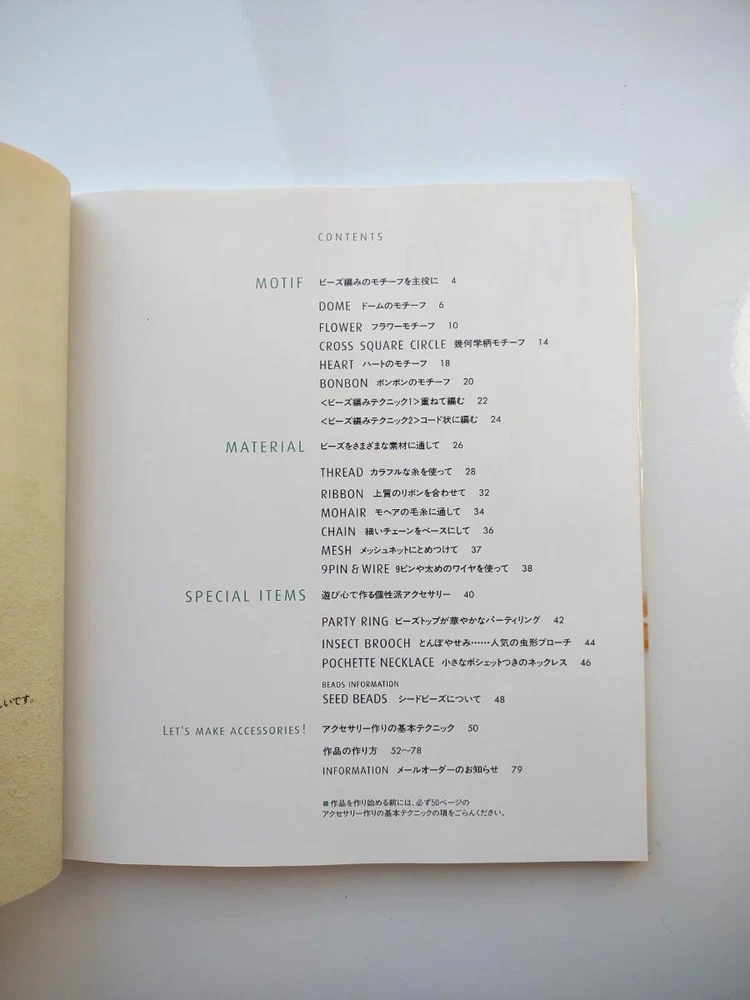 CONTENTS
MOTIF ビーズ編みのモチーフを主役に 4
DOME ドームのモチーフ 6
FLOWER フラワーモチーフ 10
CROSS SQUARE CIRCLE 幾何学柄モチーフ 14
HEART ハートのモチーフ 18
BONBON ボンボンのモチーフ 20
<ビーズ編みテクニック1>重ねて編む 22
<ビーズ編みテクニック2>コード状に編む 24
MATERIAL ビーズをさまざまな素材に通して 26
THREAD カラフルな糸を使って 28
RIBBON 上質のリボンを合わせて 32
MOHAIR モヘアの毛糸に通して 34
CHAIN 細いチェーンをベースにして 36
MESH メッシュネットにとめつけて 37
9PIN & WIRE 9ピンや太めのワイヤを使って 38
SPECIAL ITEMS 遊び心で作る個性派アクセサリー 40
PARTY RING ビーズトップが華やかなパーティリング 42
INSECT BROOCH とんぼやせみ……人気の虫形ブローチ 44
POCHETTE NECKLACE 小さなポシェットつきのネックレス 46
BEADS INFORMATION
SEED BEADS シードビーズについて 48
LET'S MAKE ACCESSORIES! アクセサリー作りの基本テクニック 50
作品の作り方 52〜78
INFORMATION メールオーダーのお知らせ 79
■作品を作り始める前には、必ず50ページの
アクセサリー作りの基本テクニックの項をごらんください。
いです。